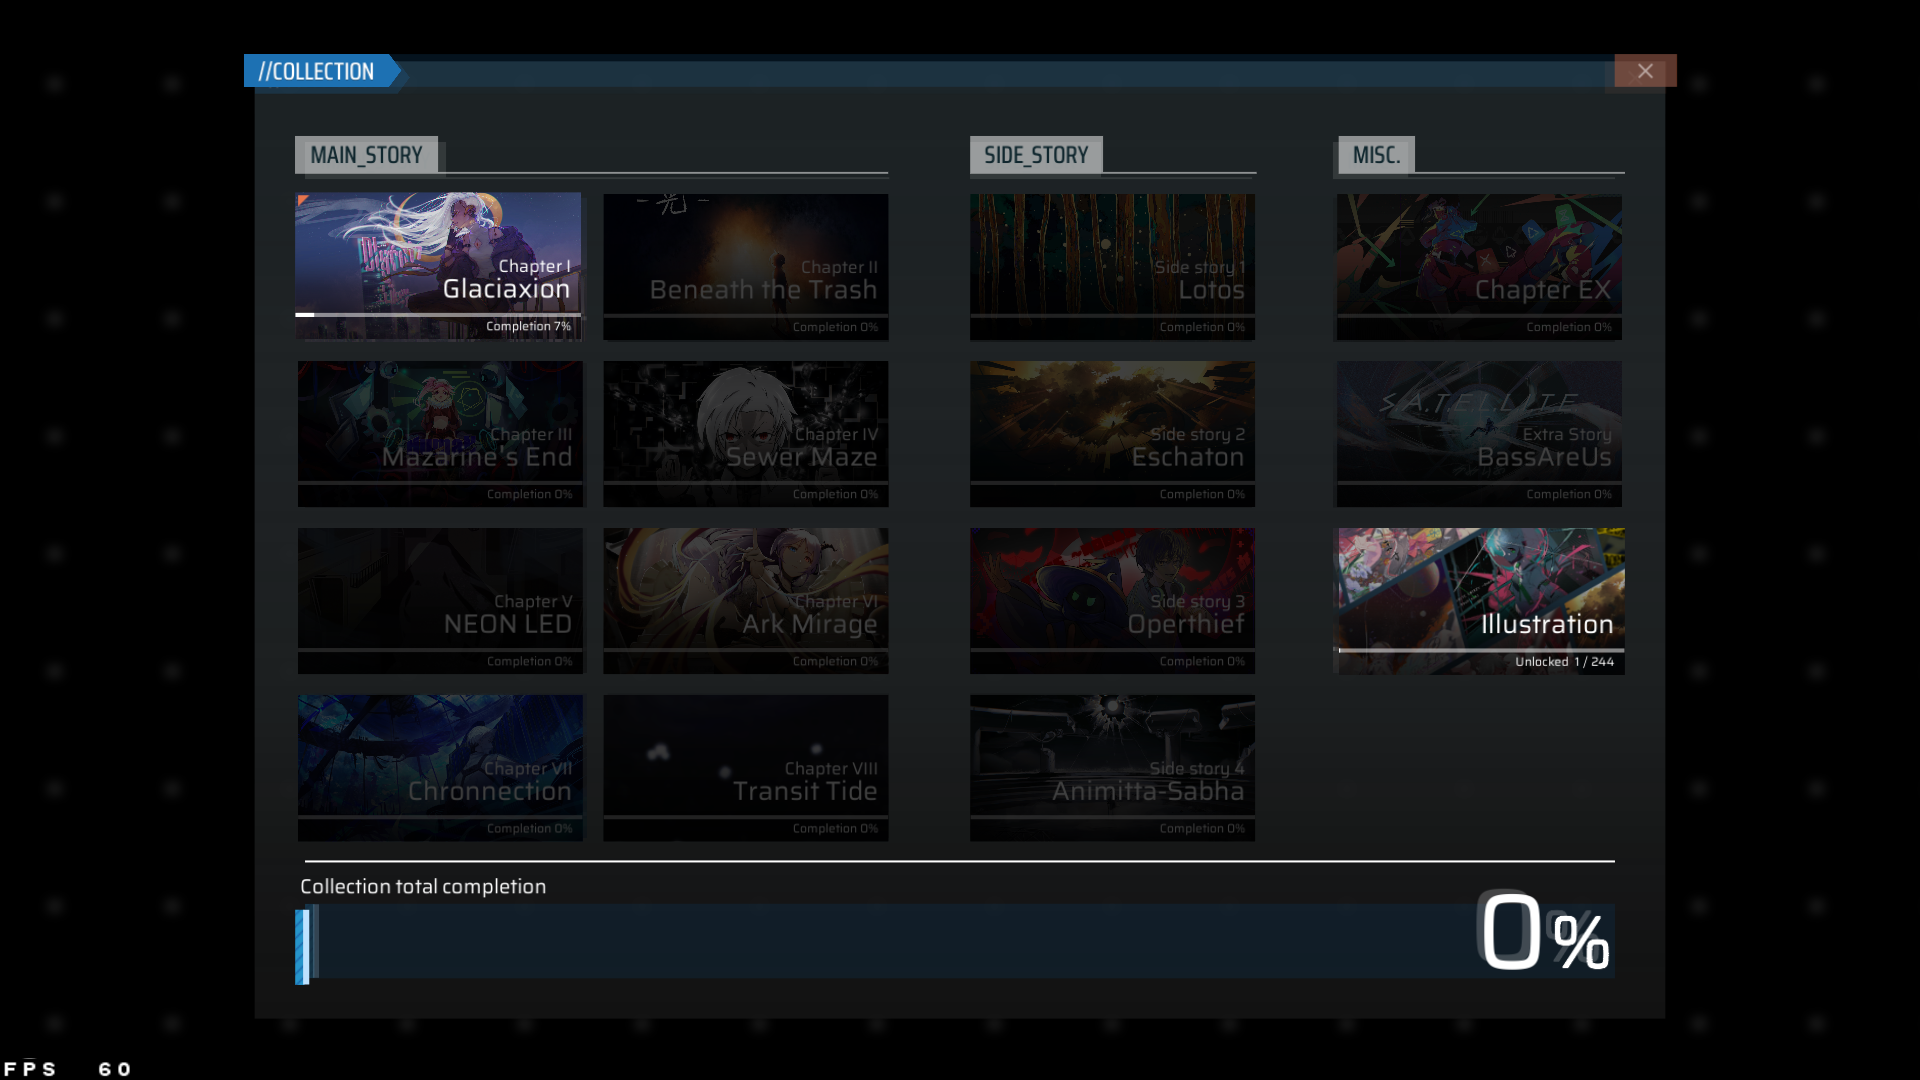 //COLLECTION
MAIN_STORY
SIDE_STORY
MISC.
Chapter I
Glaciaxion
Completion 7%
-光-
Chapter II
Beneath the Trash
Completion 0%
Side story 1
Lotos
Completion 0%
Chapter EX
Completion 0%
Chapter III
Mazarine's End
Completion 0%
Chapter IV
Sewer Maze
Completion 0%
Side story 2
Eschaton
Completion 0%
S.A.T.E.L.L.I.T.E
Extra Story
BassAreUs
Completion 0%
Chapter V
NEON LED
Completion 0%
Chapter VI
Ark Mirage
Completion 0%
Side story 3
Operthief
Completion 0%
Illustration
Unlocked 1 / 244
Chapter VII
Chronnection
Completion 0%
Chapter VIII
Transit Tide
Completion 0%
Side story 4
Animitta-Sabha
Completion 0%
Collection total completion
0%
FPS 60